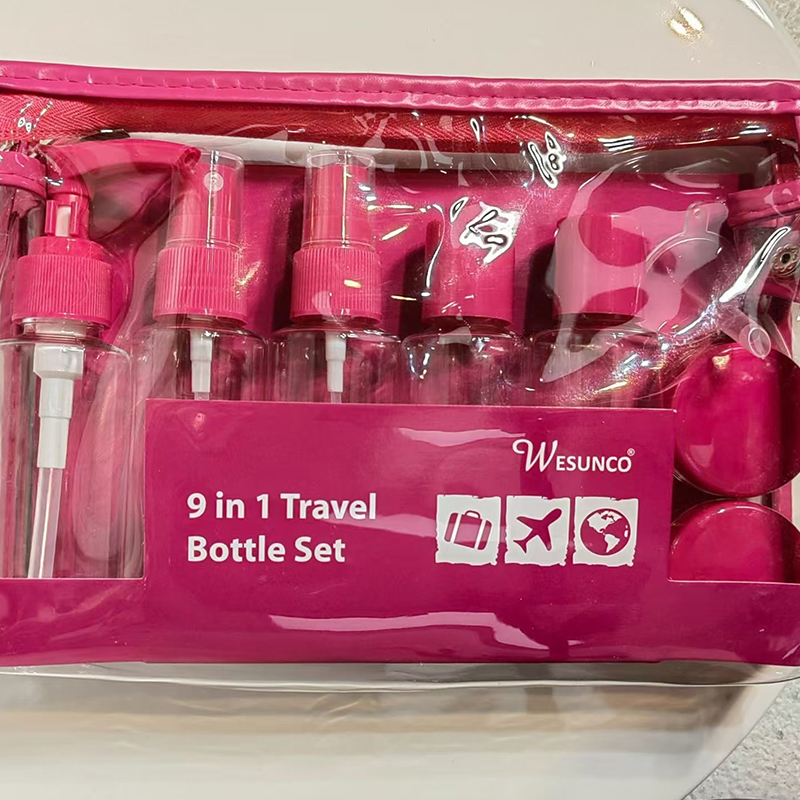 WESUNCO®
9 in 1 Travel
Bottle Set